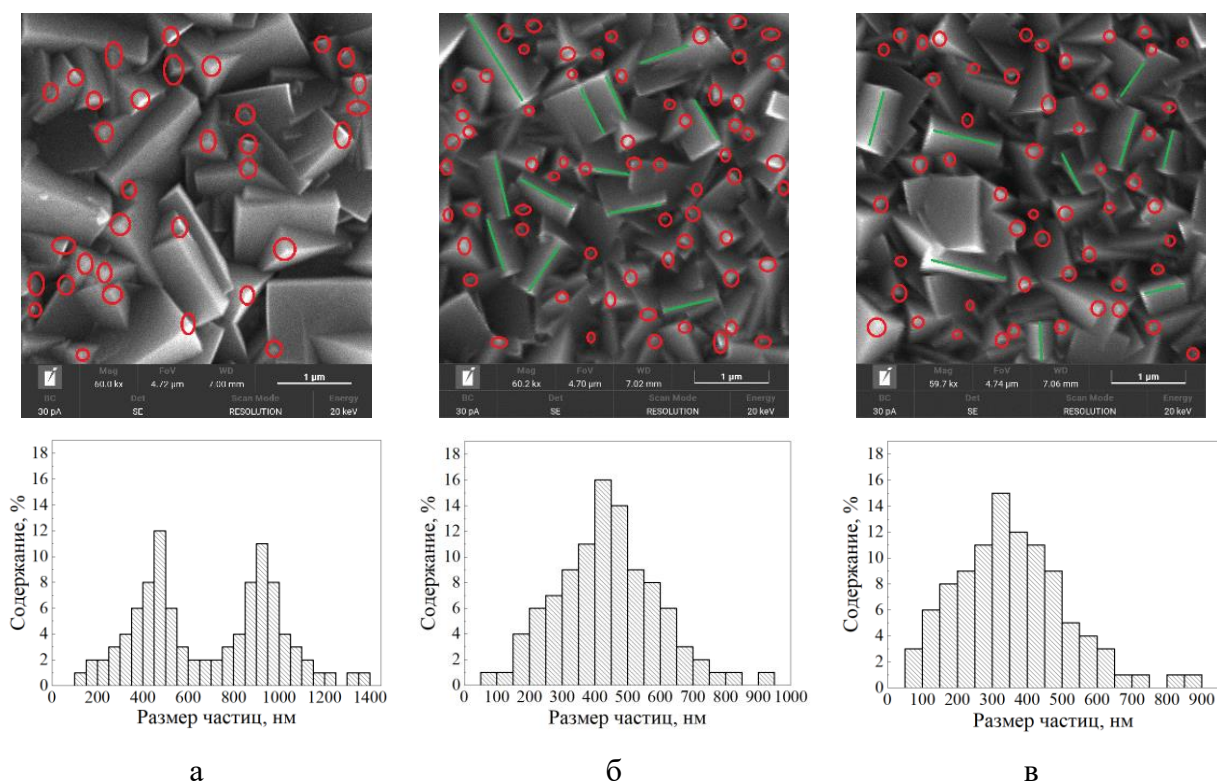 Mag FoV WD
60.0 kx 4.72 µm 7.00 mm 1 µm
BC Det Scan Mode Energy
30 pA SE RESOLUTION 20 keV
Mag FoV WD
60.2 kx 4.70 µm 7.02 mm 1 µm
BC Det Scan Mode Energy
30 pA SE RESOLUTION 20 keV
Mag FoV WD
59.7 kx 4.74 µm 7.06 mm 1 µm
BC Det Scan Mode Energy
30 pA SE RESOLUTION 20 keV
Содержание, %
18
16
14
12
10
8
6
4
2
0
0 200 400 600 800 1000 1200 1400
Размер частиц, нм
Содержание, %
18
16
14
12
10
8
6
4
2
0
0 100 200 300 400 500 600 700 800 900 1000
Размер частиц, нм
Содержание, %
18
16
14
12
10
8
6
4
2
0
0 100 200 300 400 500 600 700 800 900
Размер частиц, нм
а б в